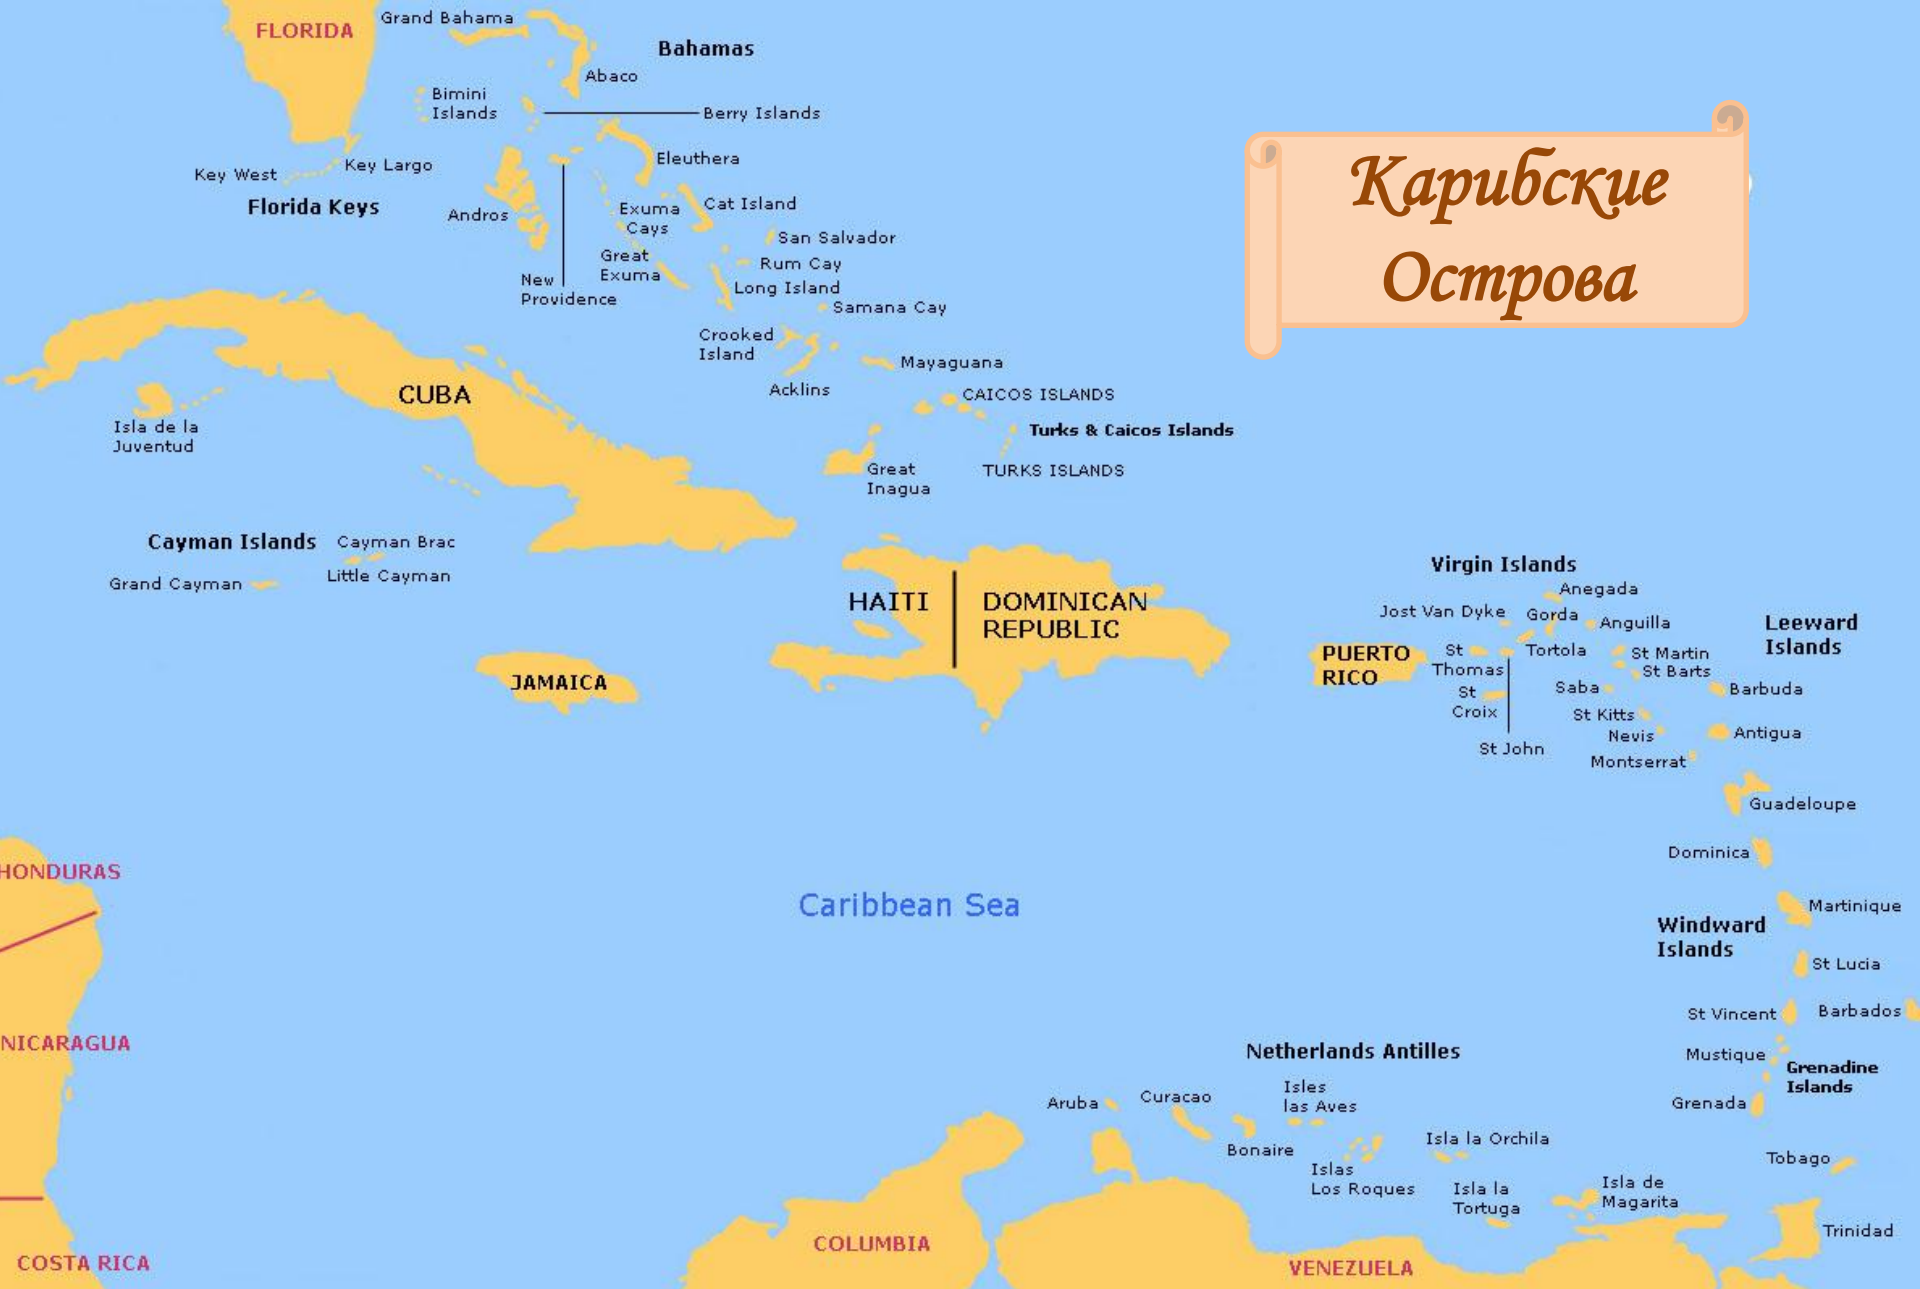 FLORIDA
Grand Bahama
Bahamas
Abaco
Bimini
Islands
Berry Islands
Key West
Key Largo
Florida Keys
Eleuthera
Andros
Exuma
Cays
Cat Island
San Salvador
Great
Exuma
Rum Cay
New
Providence
Long Island
Samana Cay
Crooked
Island
Mayaguana
Acklins
CAICOS ISLANDS
Turks & Caicos Islands
TURKS ISLANDS
Great
Inagua
Карибские
Острова
CUBA
Isla de la
Juventud
Cayman Islands
Cayman Brac
Grand Cayman
Little Cayman
JAMAICA
HAITI
DOMINICAN
REPUBLIC
PUERTO
RICO
Virgin Islands
Anegada
Jost Van Dyke
Gorda
Anguilla
Leeward
Islands
St
Thomas
Tortola
St Martin
St Barts
St
Croix
Saba
Barbuda
St Kitts
Nevis
Antigua
St John
Montserrat
Guadeloupe
Dominica
Martinique
Windward
Islands
St Lucia
St Vincent
Barbados
Mustique
Grenadine
Islands
Grenada
Tobago
Trinidad
HONDURAS
Caribbean Sea
NICARAGUA
COSTA RICA
Netherlands Antilles
Aruba
Curacao
Isles
las Aves
Bonaire
Islas
Los Roques
Isla la Orchila
Isla la
Tortuga
Isla de
Magarita
COLUMBIA
VENEZUELA